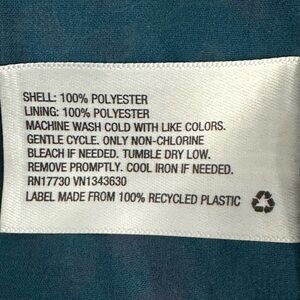 SHELL: 100% POLYESTER
LINING: 100% POLYESTER
MACHINE WASH COLD WITH LIKE COLORS.
GENTLE CYCLE. ONLY NON-CHLORINE
BLEACH IF NEEDED. TUMBLE DRY LOW.
REMOVE PROMPTLY. COOL IRON IF NEEDED.
RN17730 VN1343630
LABEL MADE FROM 100% RECYCLED PLASTIC